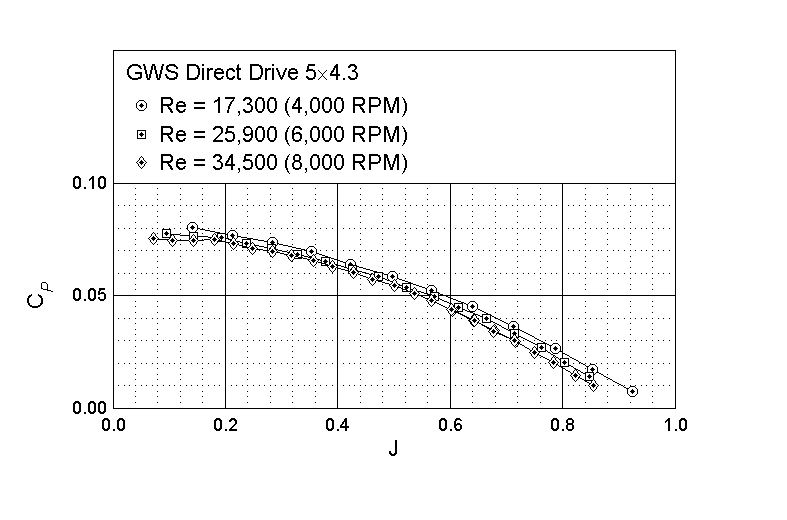 GWS Direct Drive 5×4.3
Re = 17,300 (4,000 RPM)
Re = 25,900 (6,000 RPM)
Re = 34,500 (8,000 RPM)
0.10
0.05
0.00
C_P
0.0 0.2 0.4 0.6 0.8 1.0
J